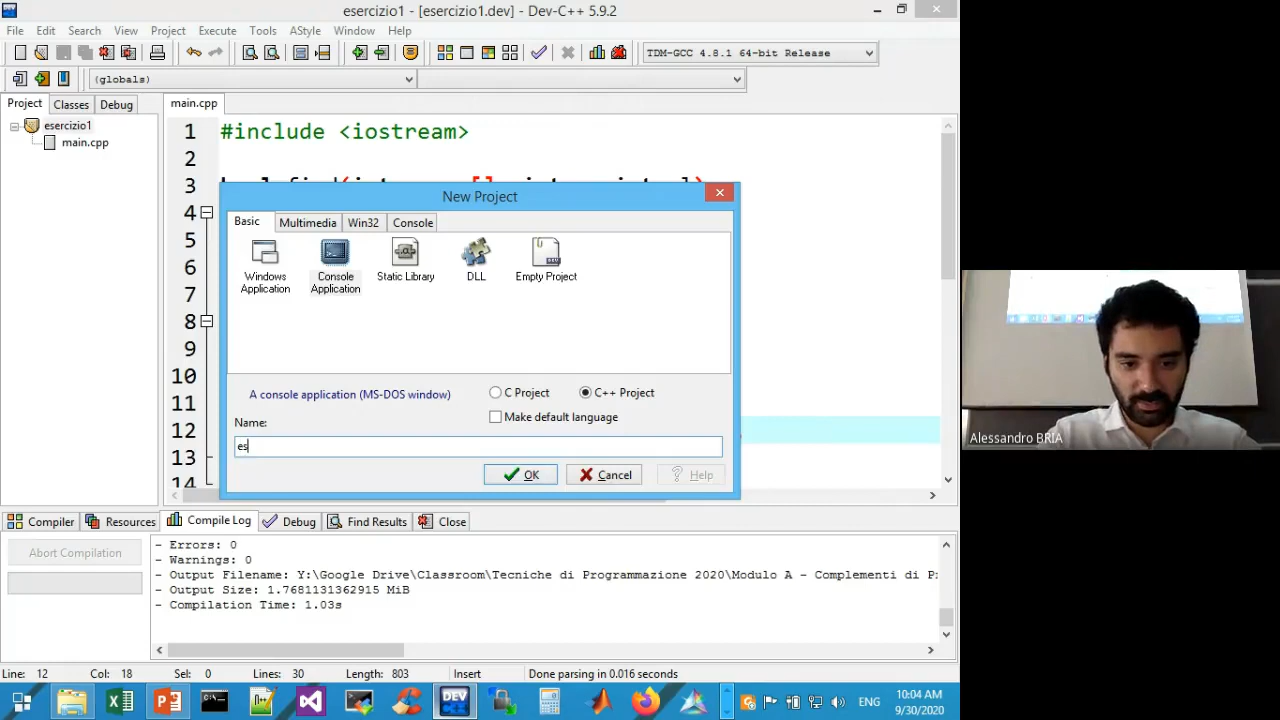 esercizio1 - [esercizio1.dev] - Dev-C++ 5.9.2
File Edit Search View Project Execute Tools AStyle Window Help
TDM-GCC 4.8.1 64-bit Release
(globals)
Project Classes Debug
main.cpp
esercizio1
main.cpp
1 #include <iostream>
2
3
4
5
6
7
8
9
10
11
12
13
14
New Project
Basic Multimedia Win32 Console
Windows Application
Console Application
Static Library
DLL
Empty Project
A console application (MS-DOS window)
C Project C++ Project
Make default language
Name:
es
OK Cancel Help
Alessandro BRIA
Compiler Resources Compile Log Debug Find Results Close
Abort Compilation
- Errors: 0
- Warnings: 0
- Output Filename: Y:\Google Drive\Classroom\Tecniche di Programmazione 2020\Modulo A - Complementi di P
- Output Size: 1.7681131362915 MiB
- Compilation Time: 1.03s
Line: 12 Col: 18 Sel: 0 Lines: 30 Length: 803 Insert Done parsing in 0.016 seconds
ENG
10:04 AM
9/30/2020